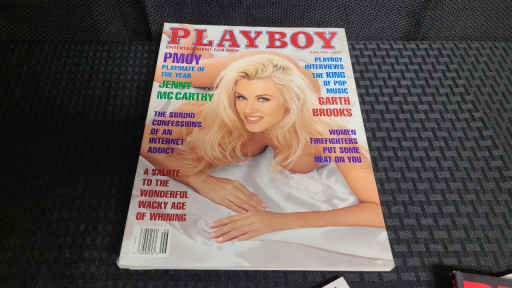 PLAYBOY
ENTERTAINMENT FOR MEN
PMOY
PLAYMATE OF
THE YEAR
JENNY
MC CARTHY
THE SORDID
CONFESSIONS
OF AN
INTERNET
ADDICT
A SALUTE
TO THE
WONDERFUL
WACKY AGE
OF WHINING
PLAYBOY
INTERVIEWS
THE KING
OF POP
MUSIC
GARTH
BROOKS
WOMEN
FIREFIGHTERS
PUT SOME
HEAT ON YOU